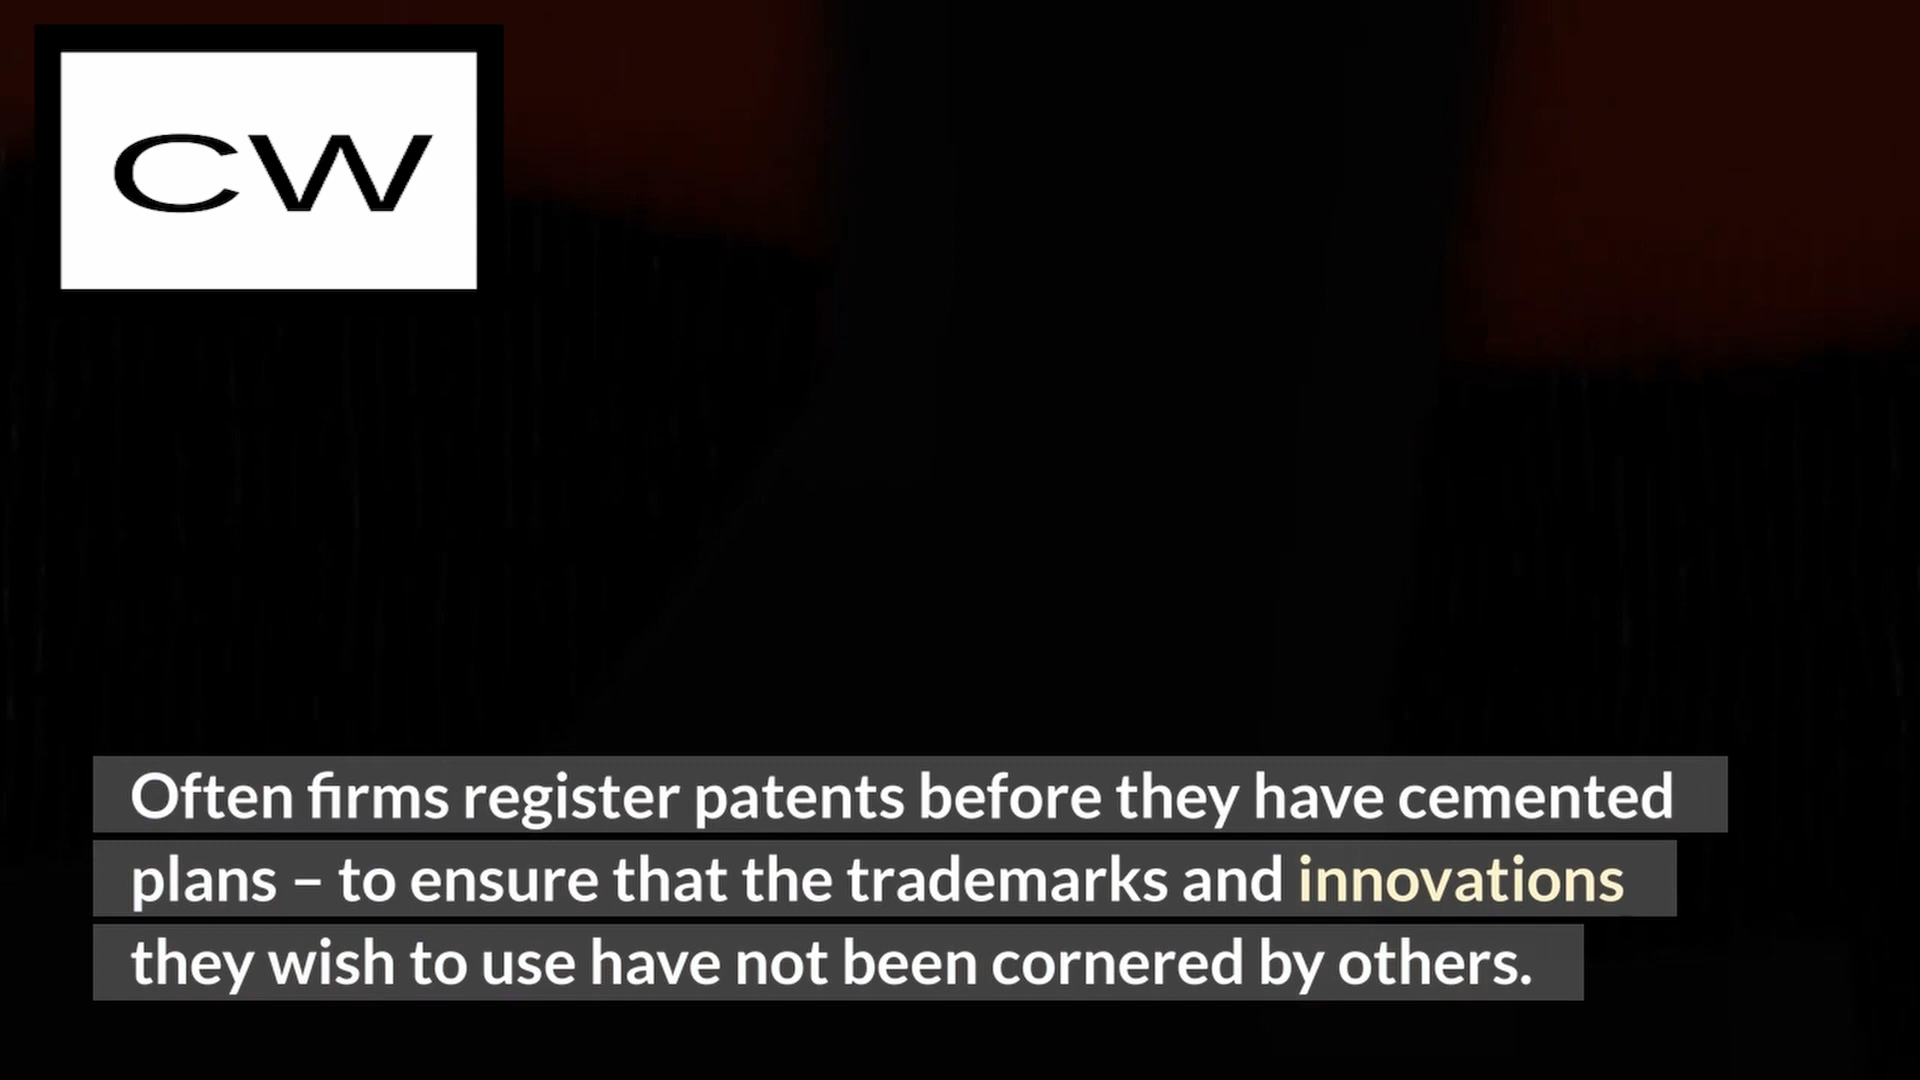 CW
Often firms register patents before they have cemented
plans – to ensure that the trademarks and innovations
they wish to use have not been cornered by others.